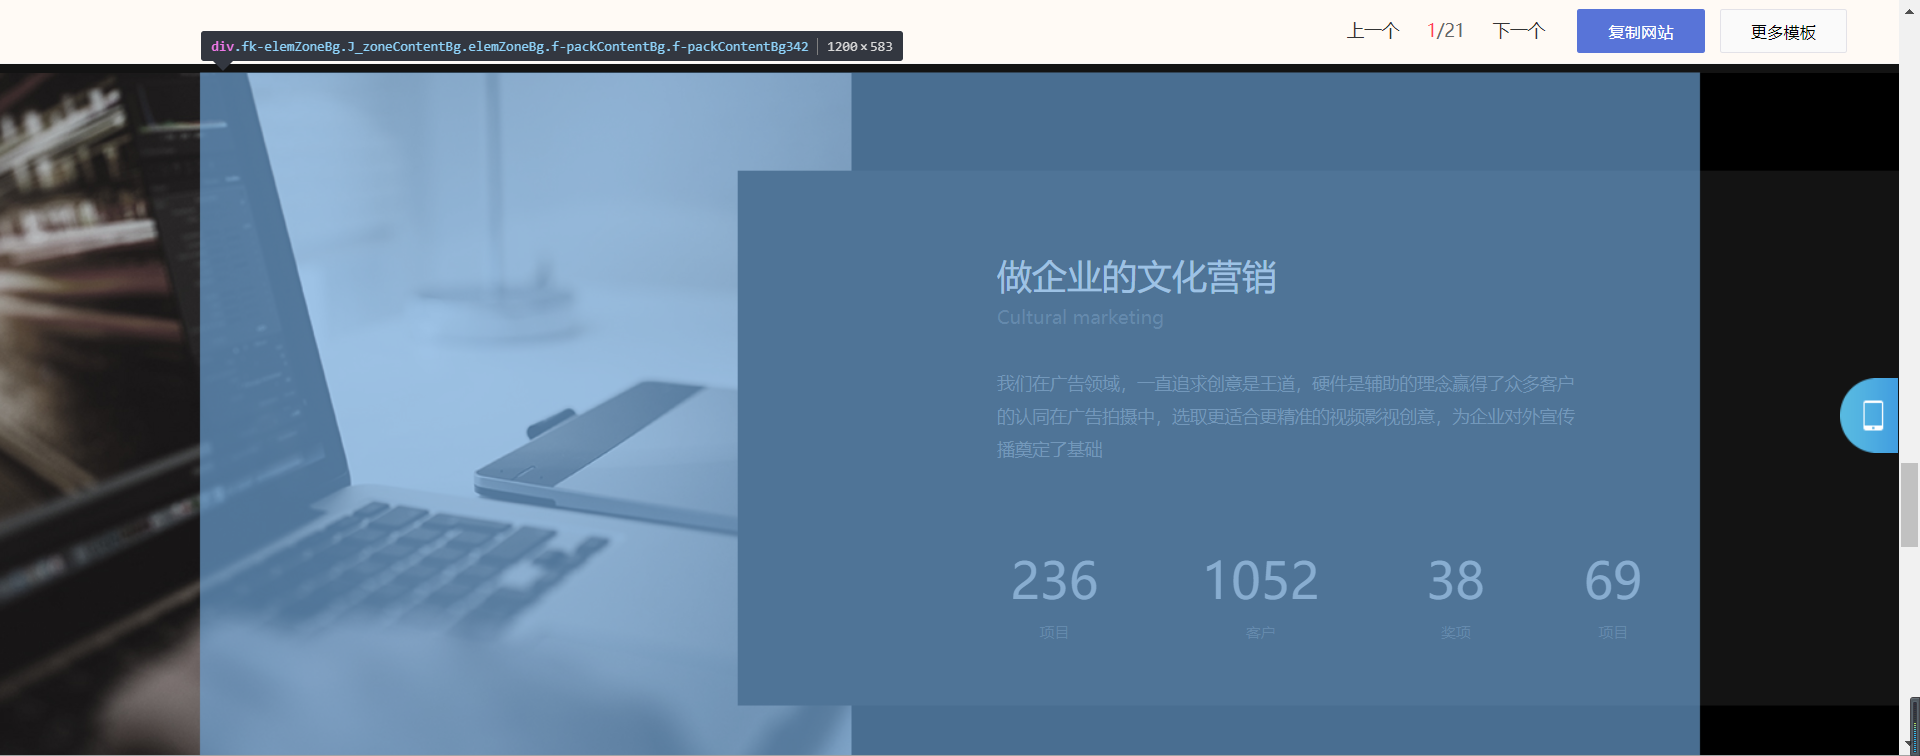 上一个 1/21 下一个 复制网站 更多模板
div.fk-elemZoneBg.J_zoneContentBg.elemZoneBg.f-packContentBg.f-packContentBg342 1200×583
做企业的文化营销
Cultural marketing
我们在广告领域，一直追求创意是王道，硬件是辅助的理念赢得了众多客户
的认同在广告拍摄中，选取更适合更精准的视频影视创意，为企业对外宣传
播奠定了基础
236 1052 38 69
项目 客户 奖项 项目